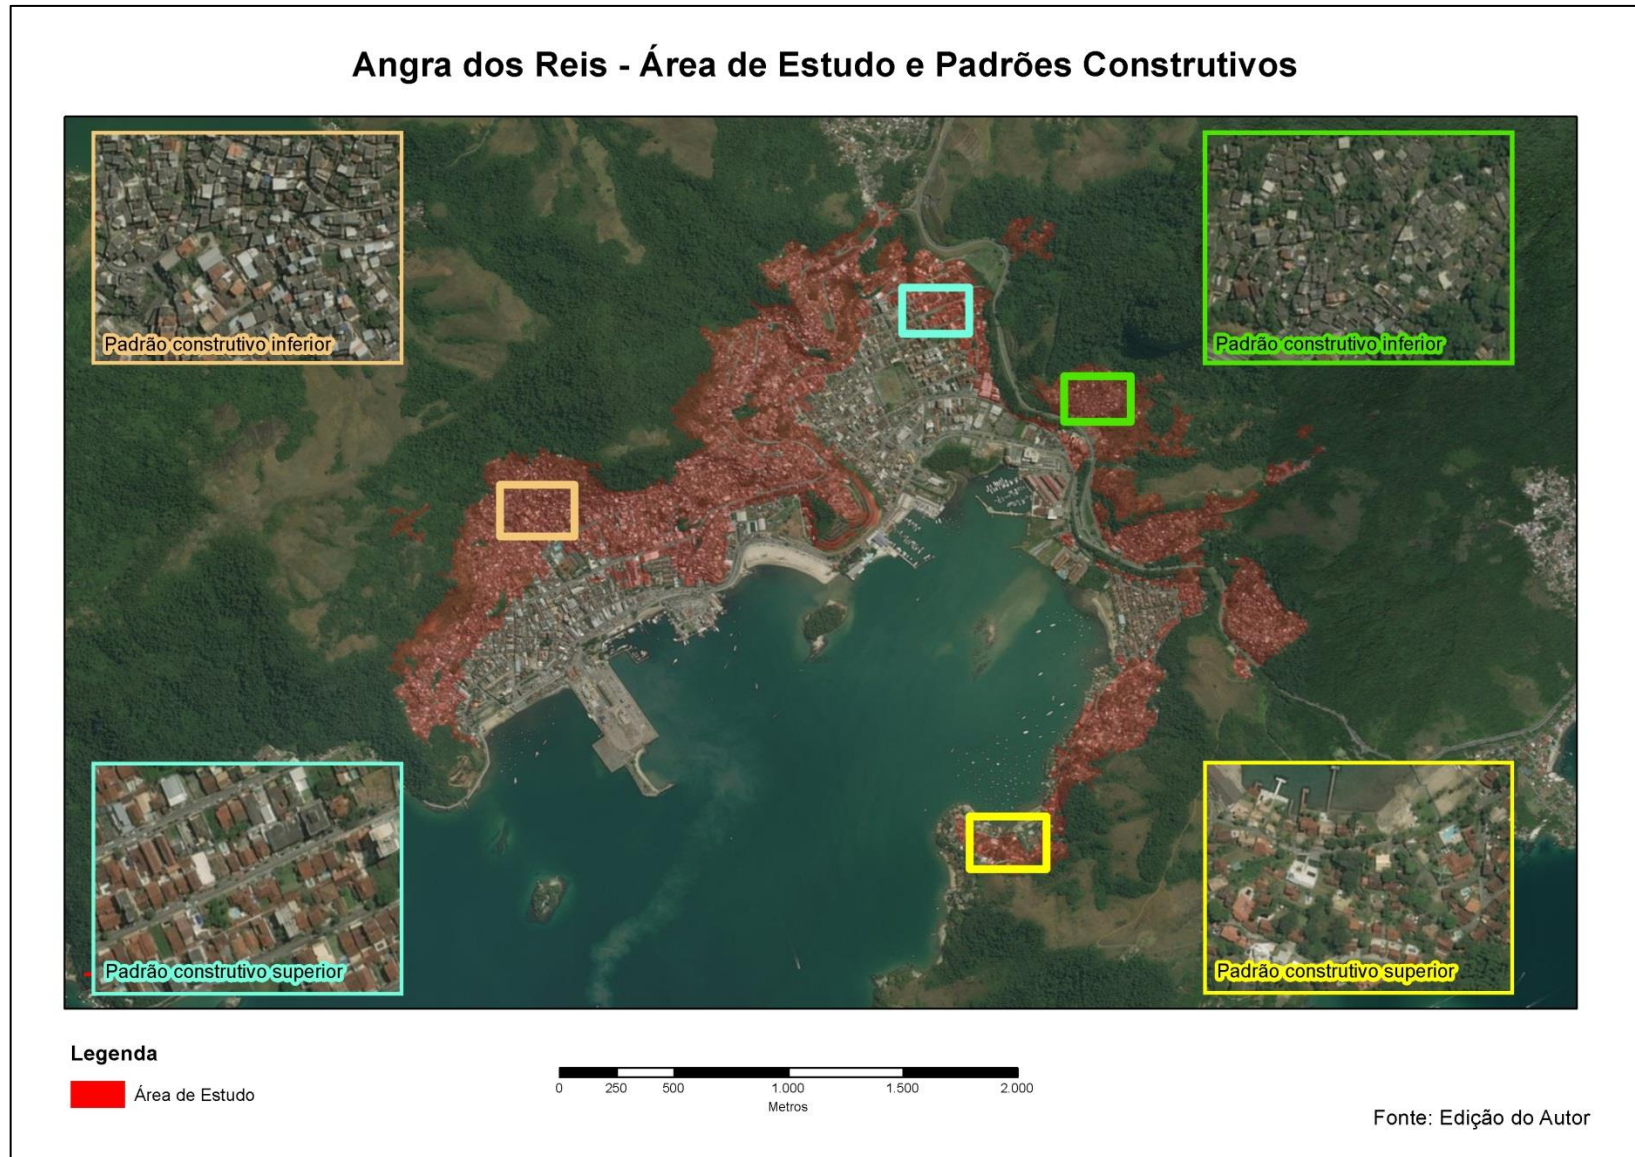 Angra dos Reis - Área de Estudo e Padrões Construtivos
Padrão construtivo inferior
Padrão construtivo inferior
Padrão construtivo superior
Padrão construtivo superior
Legenda
Área de Estudo
0 250 500 1.000 1.500 2.000
Metros
Fonte: Edição do Autor